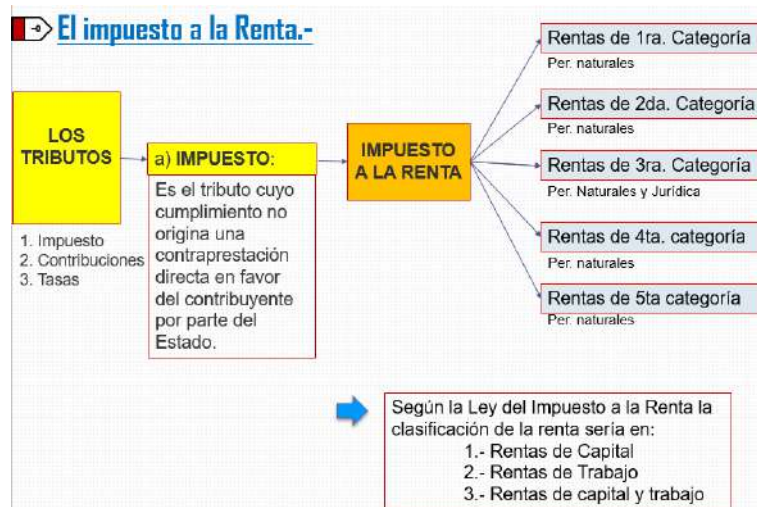 El impuesto a la Renta.-
LOS
TRIBUTOS
1. Impuesto
2. Contribuciones
3. Tasas
a) IMPUESTO:
Es el tributo cuyo
cumplimiento no
origina una
contraprestación
directa en favor
del contribuyente
por parte del
Estado.
IMPUESTO
A LA RENTA
Rentas de 1ra. Categoría
Per. naturales
Rentas de 2da. Categoría
Per. naturales
Rentas de 3ra. Categoría
Per. Naturales y Jurídica
Rentas de 4ta. categoría
Per. naturales
Rentas de 5ta categoría
Per. naturales
Según la Ley del Impuesto a la Renta la
clasificación de la renta sería en:
1.- Rentas de Capital
2.- Rentas de Trabajo
3.- Rentas de capital y trabajo